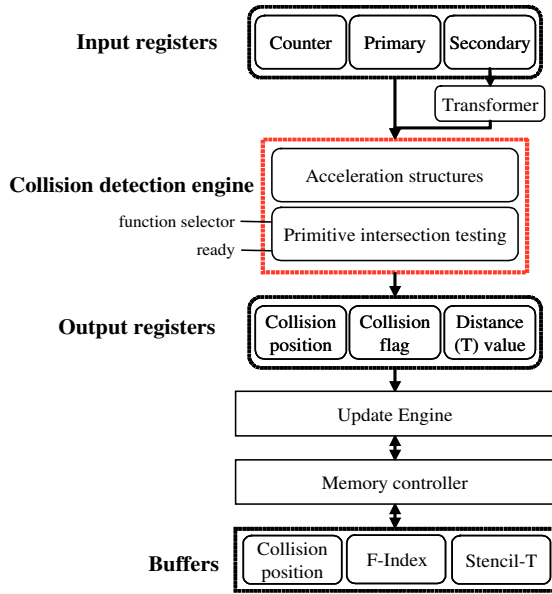 Input registers
Counter
Primary
Secondary
Transformer
Collision detection engine
Acceleration structures
function selector
Primitive intersection testing
ready
Output registers
Collision
position
Collision
flag
Distance
(T) value
Update Engine
Memory controller
Buffers
Collision
position
F-Index
Stencil-T